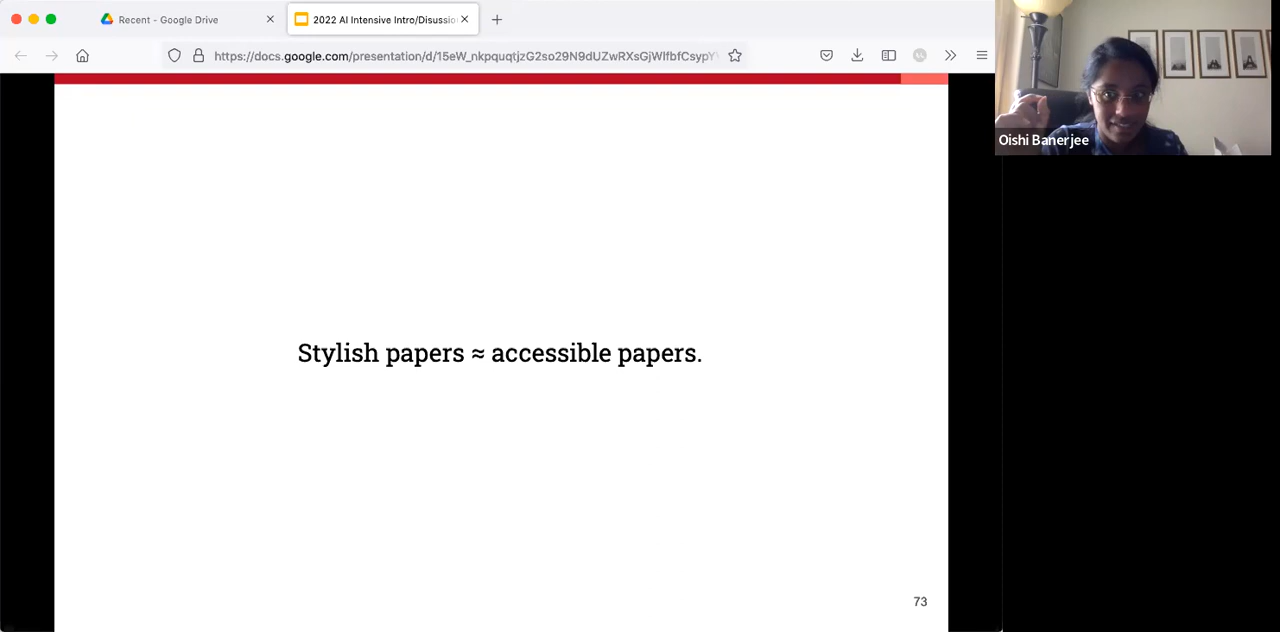 Recent - Google Drive
2022 AI Intensive Intro/Disussio
https://docs.google.com/presentation/d/15eW_nkpquqtjzG2so29N9dUZwRXsGjWlfbfCsypY
Oishi Banerjee
Stylish papers ≈ accessible papers.
73